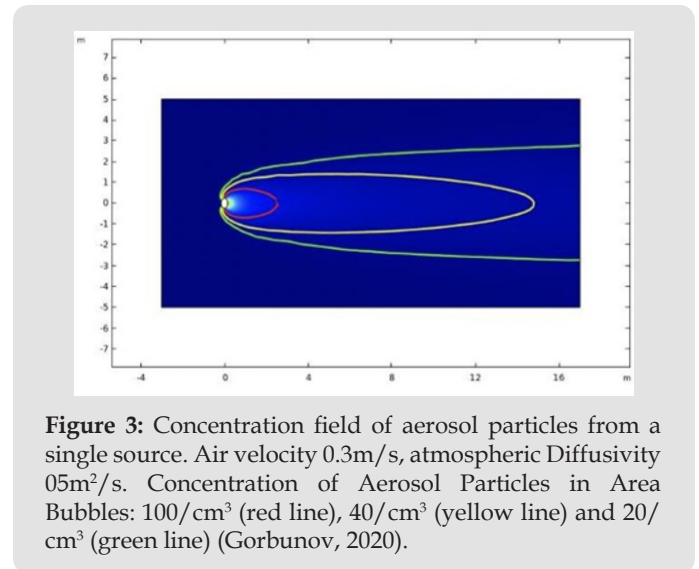 m
7
6
5
4
3
2
1
0
-1
-2
-3
-4
-5
-6
-7
-4 0 4 8 12 16 m
Figure 3: Concentration field of aerosol particles from a
single source. Air velocity 0.3m/s, atmospheric Diffusivity
05m²/s. Concentration of Aerosol Particles in Area
Bubbles: 100/cm³ (red line), 40/cm³ (yellow line) and 20/
cm³ (green line) (Gorbunov, 2020).